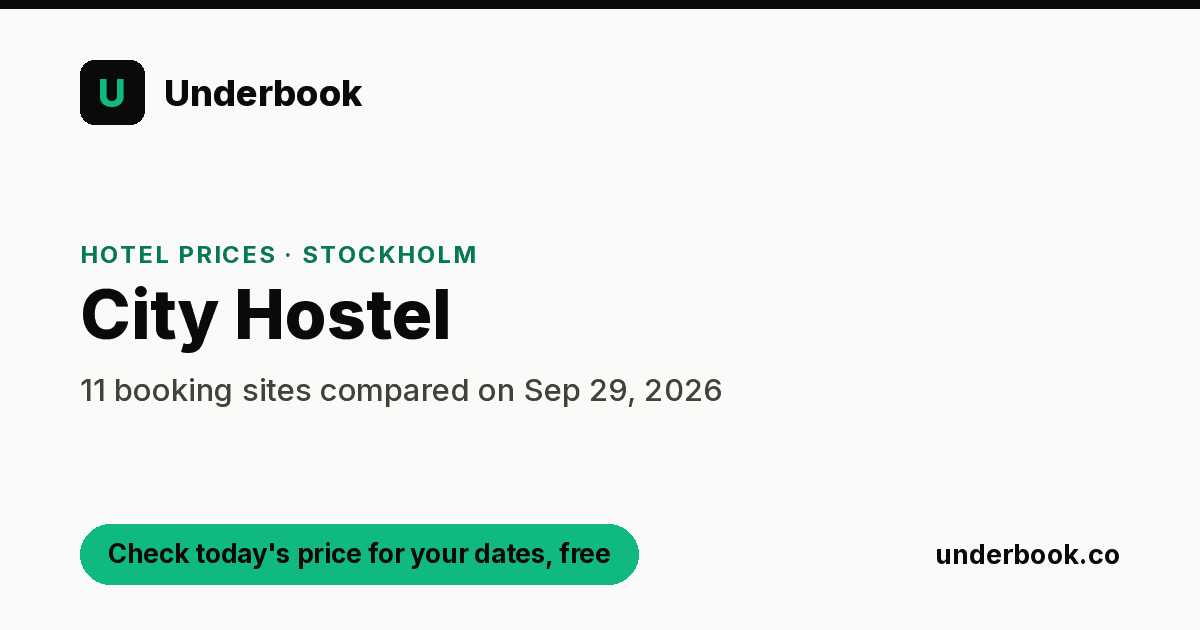 U Underbook
HOTEL PRICES · STOCKHOLM
City Hostel
11 booking sites compared on Sep 29, 2026
Check today's price for your dates, free
underbook.co